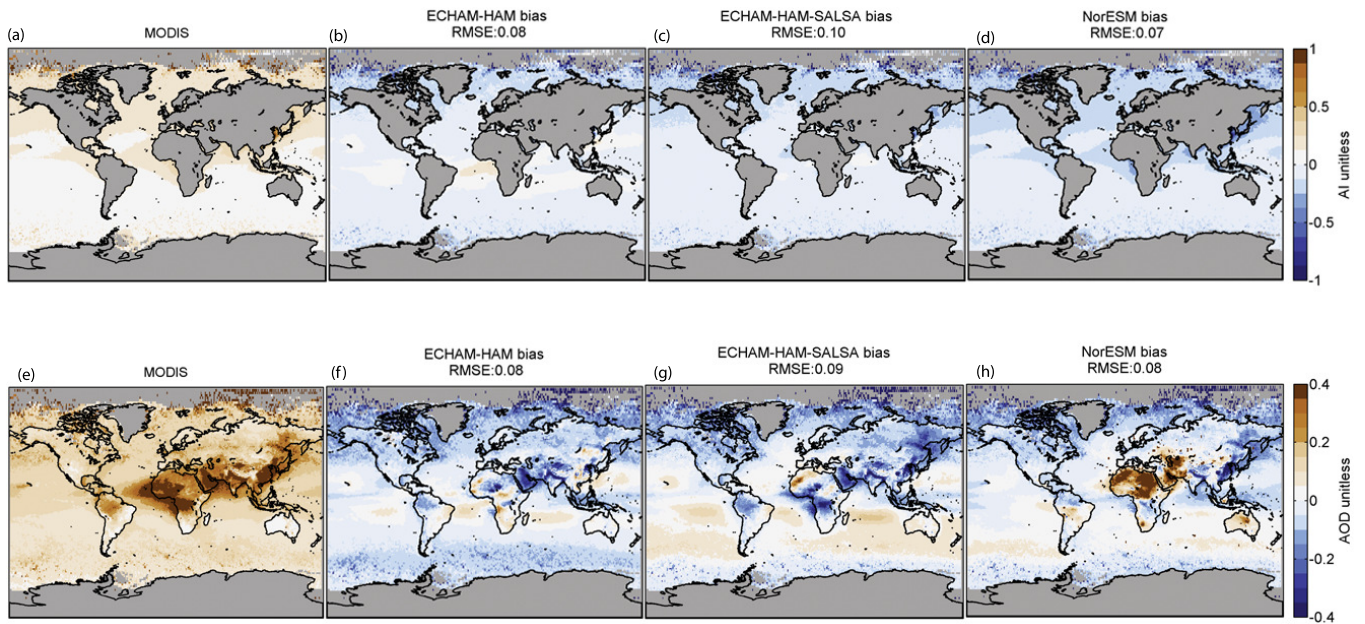 (a)
MODIS
(b)
ECHAM-HAM bias
RMSE:0.08
(c)
ECHAM-HAM-SALSA bias
RMSE:0.10
(d)
NorESM bias
RMSE:0.07
1
0.5
0
-0.5
-1
AI unitless
(e)
MODIS
(f)
ECHAM-HAM bias
RMSE:0.08
(g)
ECHAM-HAM-SALSA bias
RMSE:0.09
(h)
NorESM bias
RMSE:0.08
0.4
0.2
0
-0.2
-0.4
AOD unitless